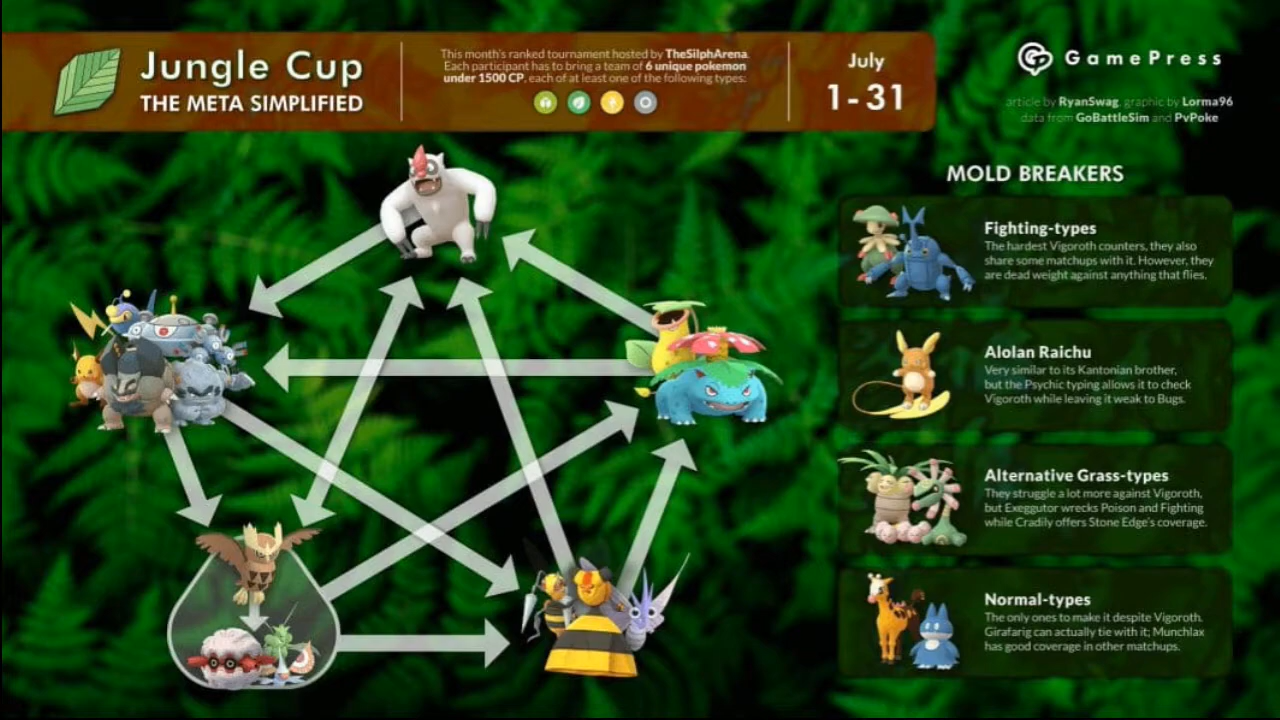 Jungle Cup
THE META SIMPLIFIED
This month's ranked tournament hosted by TheSilphArena.
Each participant has to bring a team of 6 unique pokemon
under 1500 CP, each of at least one of the following types:
July
1-31
GamePress
article by RyanSwag, graphic by Lorma96
data from GoBattleSim and PvPoke
MOLD BREAKERS
Fighting-types
The hardest Vigoroth counters, they also
share some matchups with it. However, they
are dead weight against anything that flies.
Alolan Raichu
Very similar to its Kantonian brother,
but the Psychic typing allows it to check
Vigoroth while leaving it weak to Bugs.
Alternative Grass-types
They struggle a lot more against Vigoroth,
but Exeggutor wrecks Poison and Fighting
while Cradily offers Stone Edge's coverage.
Normal-types
The only ones to make it despite Vigoroth.
Girafarig can actually tie with it; Munchlax
has good coverage in other matchups.